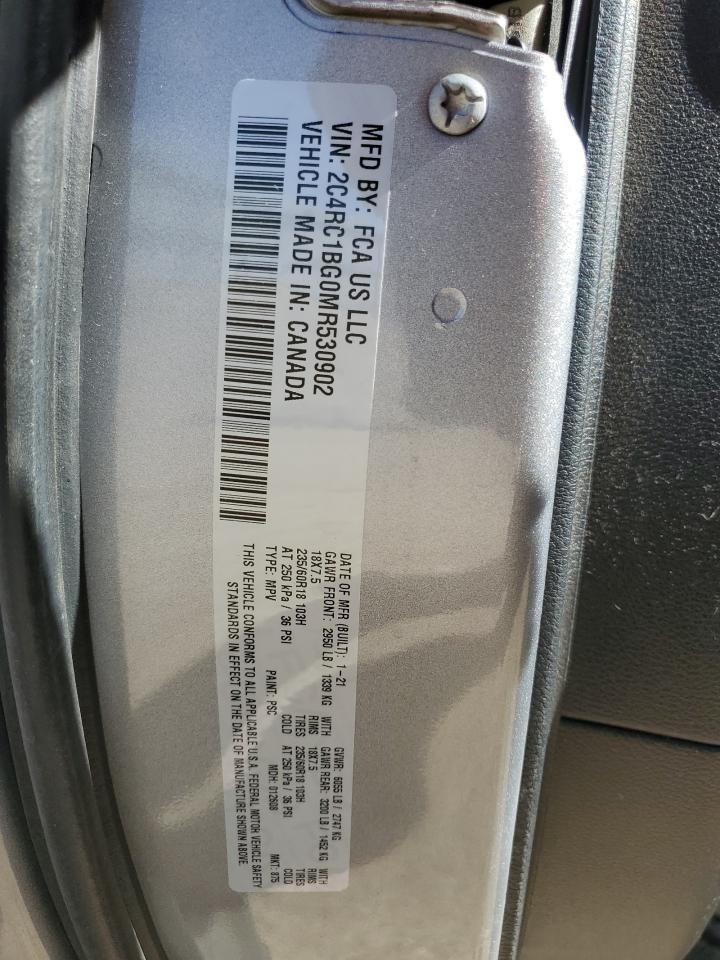 MFD BY: FCA US LLC
VIN: 2C4RC1BG0MR530902
VEHICLE MADE IN: CANADA
DATE OF MFR (BUILT): 1-21 GVWR: 6055 LB / 2747 KG
GAWR FRONT: 2950 LB / 1339 KG WITH GAWR REAR: 3200 LB / 1452 KG WITH
18X7.5 RIMS 18X7.5 RIMS
235/60R18 103H TIRES 235/60R18 103H TIRES
AT 250 kPa / 36 PSI COLD AT 250 kPa / 36 PSI COLD
TYPE: MPV PAINT: PSC MDH: 012608 MKT: 875
THIS VEHICLE CONFORMS TO ALL APPLICABLE U.S.A. FEDERAL MOTOR VEHICLE SAFETY
STANDARDS IN EFFECT ON THE DATE OF MANUFACTURE SHOWN ABOVE.